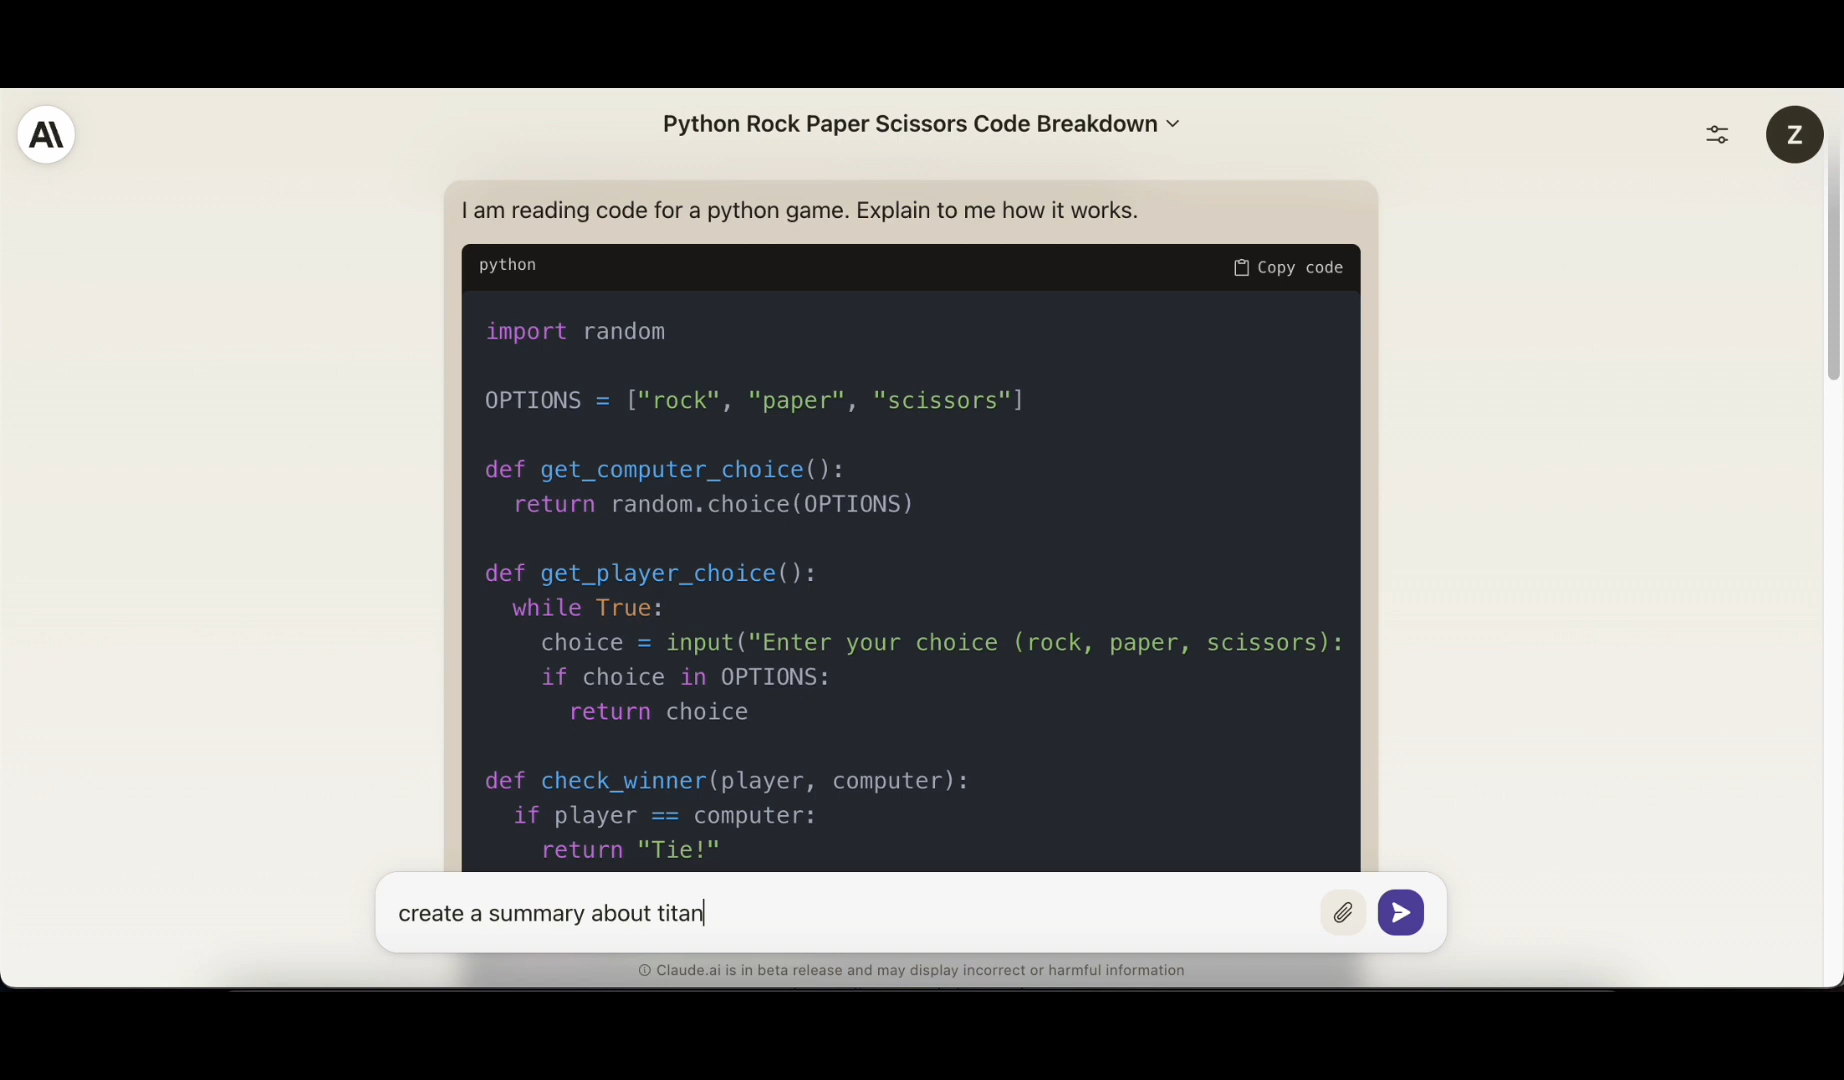 Python Rock Paper Scissors Code Breakdown
Z
I am reading code for a python game. Explain to me how it works.
python
Copy code
import random
OPTIONS = ["rock", "paper", "scissors"]
def get_computer_choice():
  return random.choice(OPTIONS)
def get_player_choice():
  while True:
    choice = input("Enter your choice (rock, paper, scissors):
    if choice in OPTIONS:
      return choice
def check_winner(player, computer):
  if player == computer:
    return "Tie!"
create a summary about titan
Claude.ai is in beta release and may display incorrect or harmful information